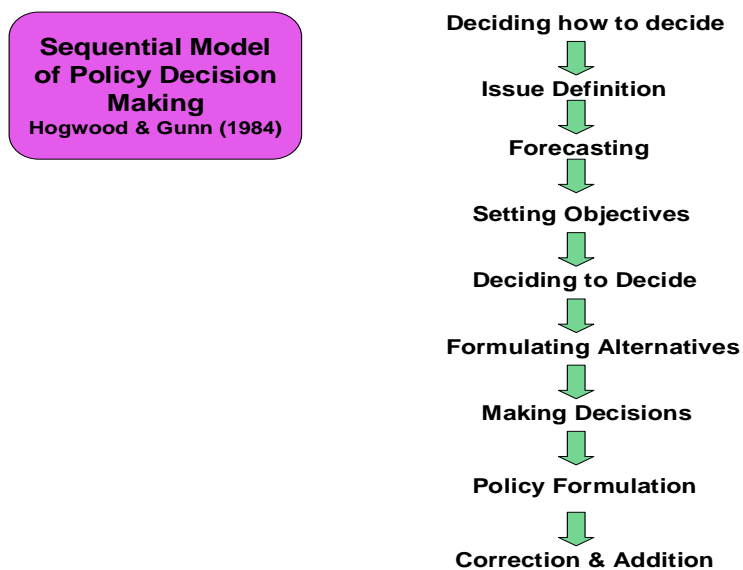 Sequential Model
of Policy Decision
Making
Hogwood & Gunn (1984)
Deciding how to decide
Issue Definition
Forecasting
Setting Objectives
Deciding to Decide
Formulating Alternatives
Making Decisions
Policy Formulation
Correction & Addition